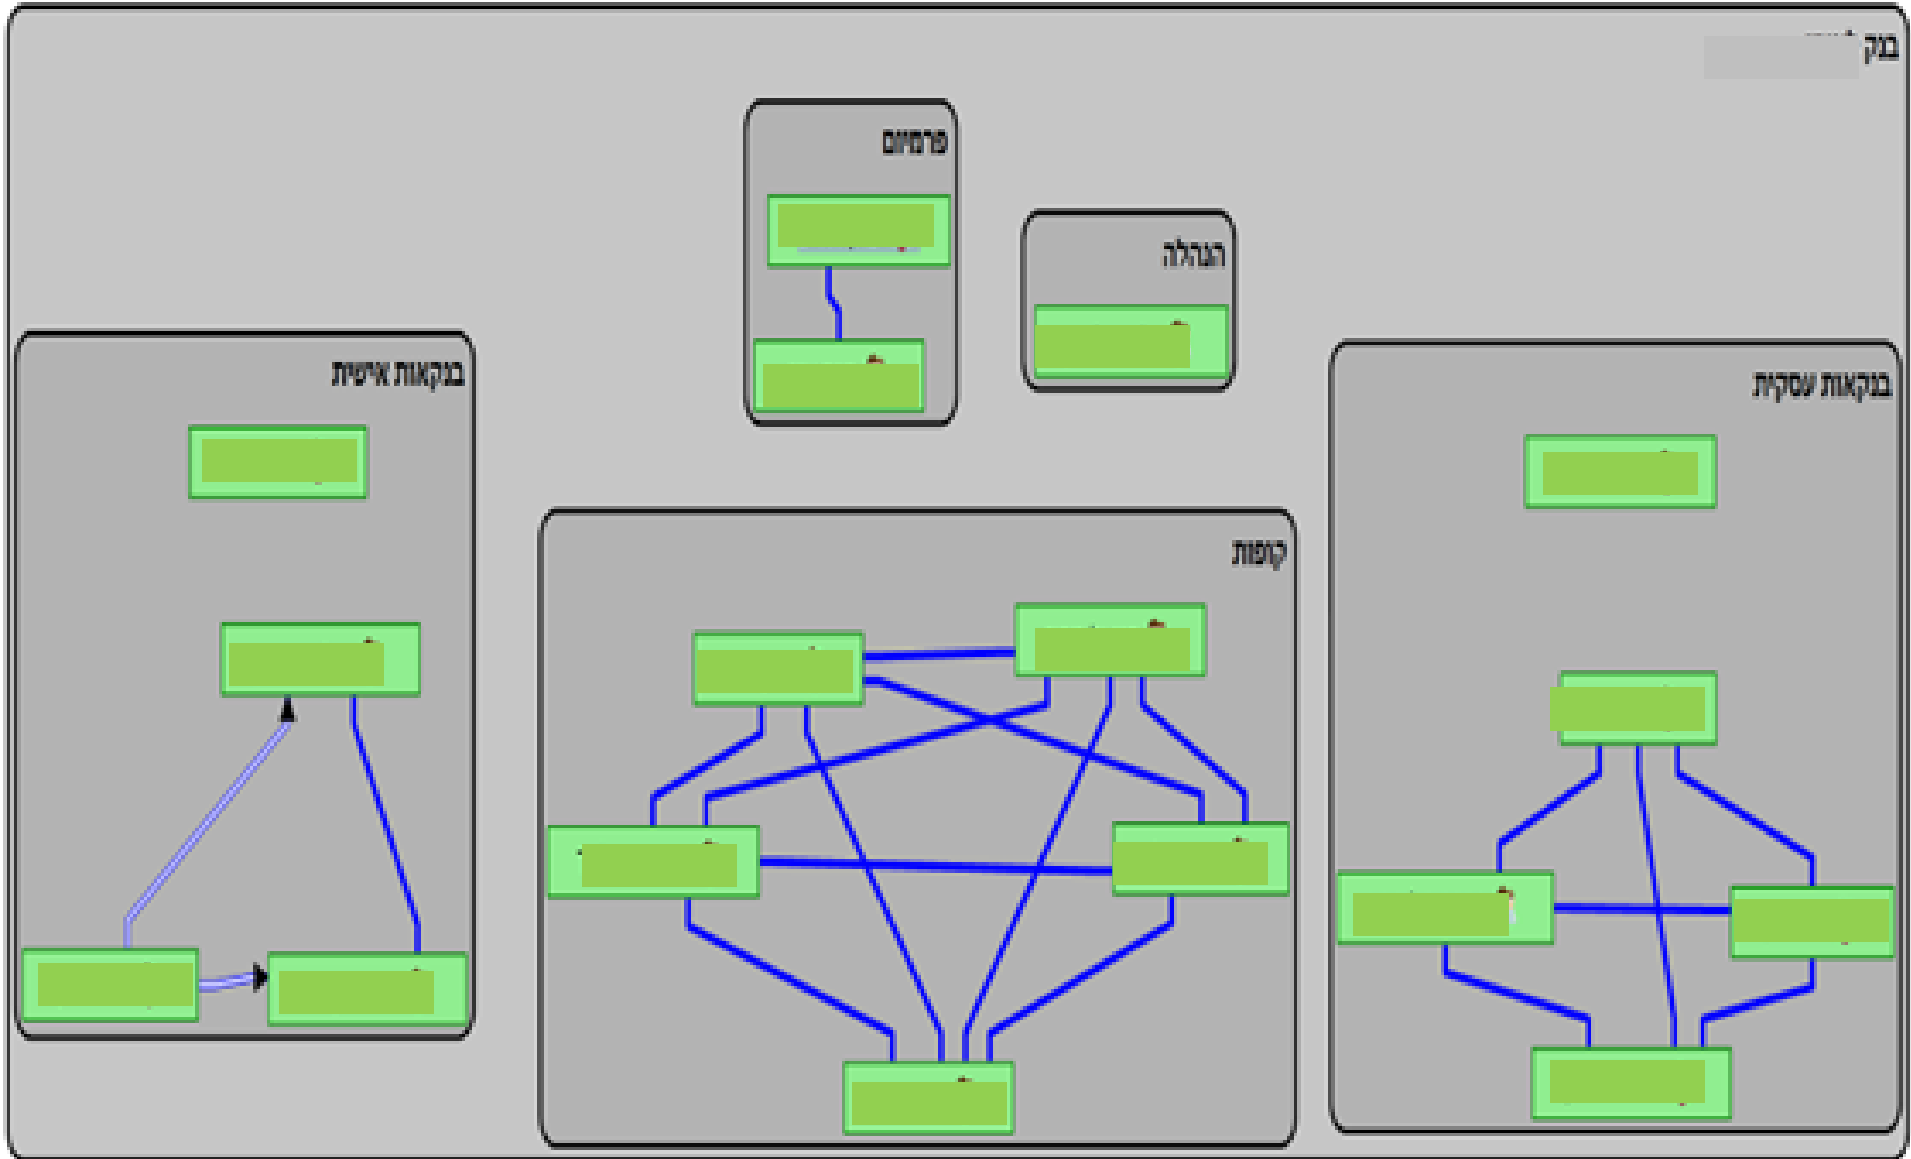 בנק
פרמיום
הנהלה
בנקאות אישית
בנקאות עסקית
קופות